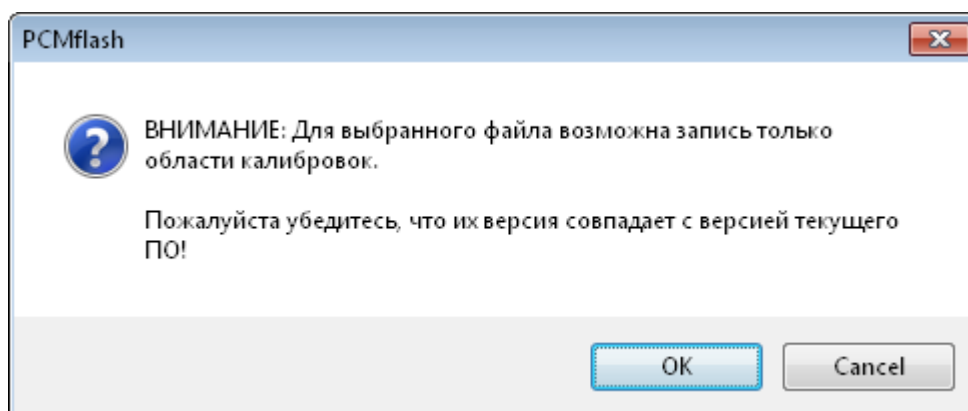 PCMflash
ВНИМАНИЕ: Для выбранного файла возможна запись только
области калибровок.
Пожалуйста убедитесь, что их версия совпадает с версией текущего
ПО!
OK
Cancel